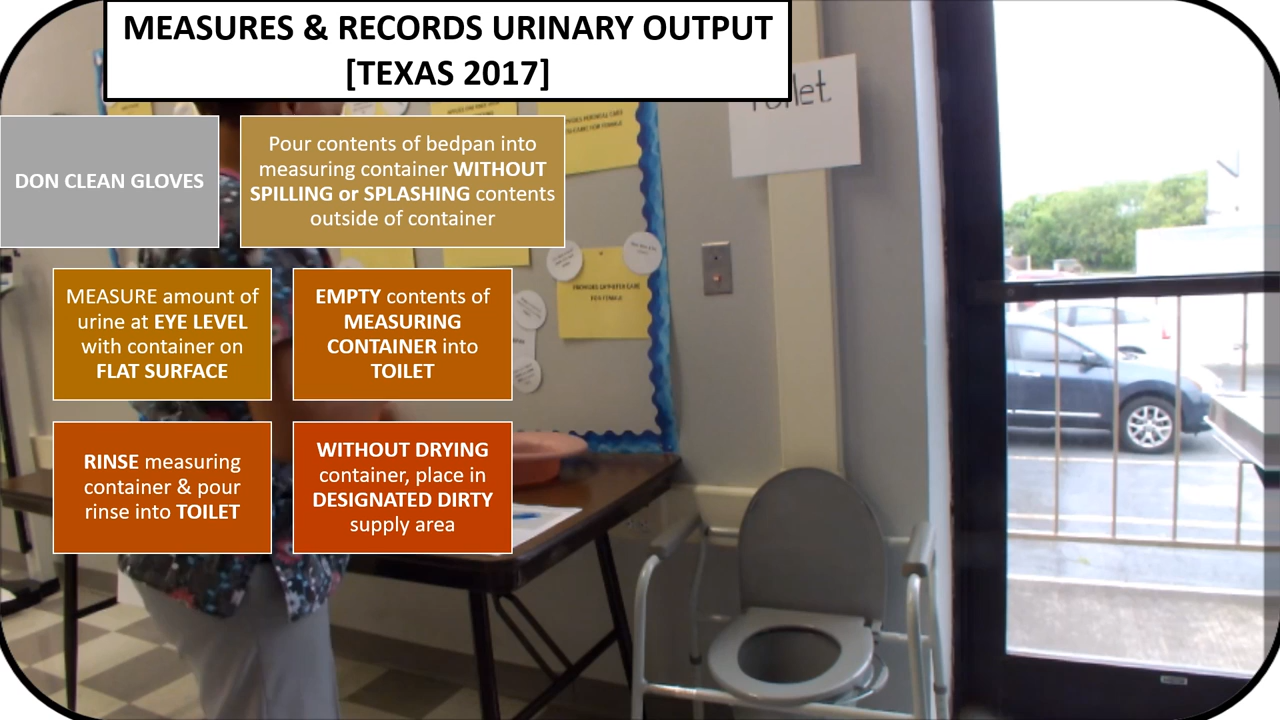 MEASURES & RECORDS URINARY OUTPUT
[TEXAS 2017]
Toilet.
DON CLEAN GLOVES
Pour contents of bedpan into
measuring container WITHOUT
SPILLING or SPLASHING contents
outside of container
MEASURE amount of
urine at EYE LEVEL
with container on
FLAT SURFACE
EMPTY contents of
MEASURING
CONTAINER into
TOILET
RINSE measuring
container & pour
rinse into TOILET
WITHOUT DRYING
container, place in
DESIGNATED DIRTY
supply area